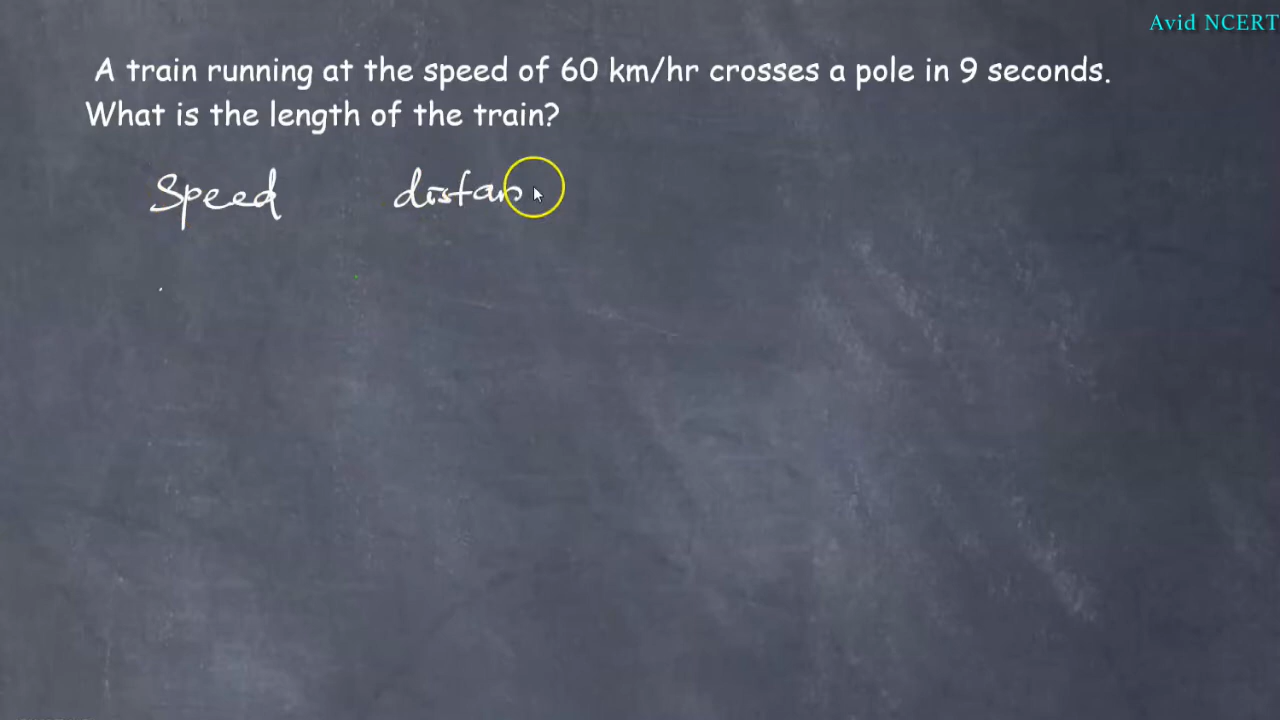 Avid NCERT
A train running at the speed of 60 km/hr crosses a pole in 9 seconds.
What is the length of the train?
Speed distan